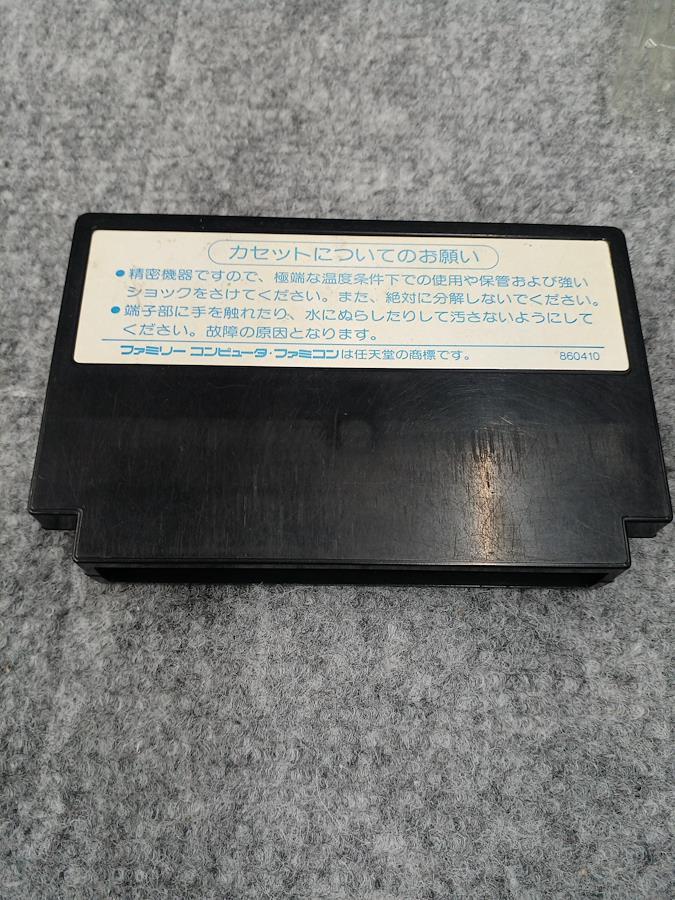 カセットについてのお願い
●精密機器ですので、極端な温度条件下での使用や保管および強い
ショックをさけてください。また、絶対に分解しないでください。
●端子部に手を触れたり、水にぬらしたりして汚さないようにして
ください。故障の原因となります。
ファミリーコンピュータ・ファミコンは任天堂の商標です。 860410